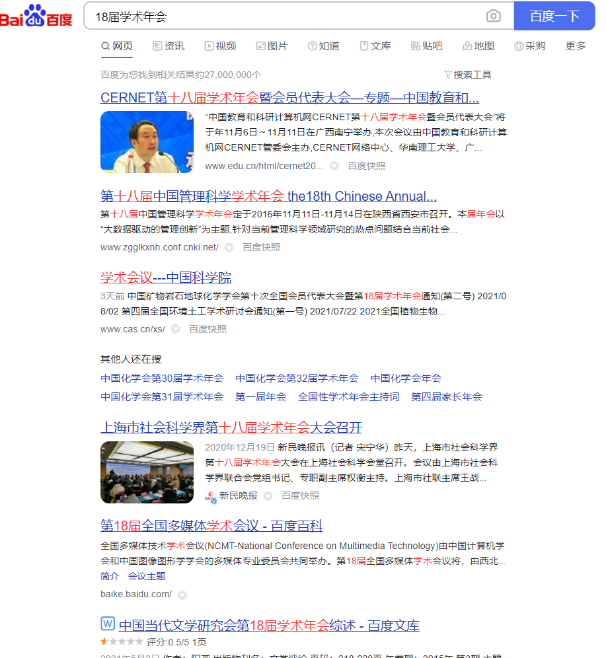 Baidu百度 18届学术年会 百度一下
网页 资讯 视频 图片 知道 文库 贴吧 地图 采购 更多
百度为您找到相关结果约27,000,000个 搜索工具
CERNET第十八届学术年会暨会员代表大会—专题—中国教育和...
“中国教育和科研计算机网CERNET第十八届学术年会暨会员代表大会”将
于年11月6日～11月11日在广西南宁举办,本次会议由中国教育和科研计算
机网CERNET管委会主办,CERNET网络中心、华南理工大学、广...
www.edu.cn/html/cernet20... 百度快照
第十八届中国管理科学学术年会 the18th Chinese Annual...
第十八届中国管理科学学术年会定于2016年11月11日-11月14日在陕西省西安市召开。本届年会以
“大数据驱动的管理创新”为主题,针对当前管理科学领域研究的热点问题结合当前社会...
www.zgglkxnh.conf.cnki.net/ 百度快照
学术会议---中国科学院
3天前 中国矿物岩石地球化学学会第十次全国会员代表大会暨第18届学术年会通知(第二号) 2021/0
8/02 第四届全国环境土工学术研讨会通知(第一号) 2021/07/22 2021全国植物生物...
www.cas.cn/xs/ 百度快照
其他人还在搜
中国化学会第30届学术年会 中国化学会第32届学术年会 中国化学会年会
中国化学会第31届学术年会 第一届年会 全国性学术年会主持词 第四届家长年会
上海市社会科学界第十八届学术年会大会召开
2020年12月19日 新民晚报讯（记者 宋宁华）昨天，上海市社会科学界
第十八届学术年会大会在上海社会科学会堂召开。会议由上海市社会科
学界联合会党组书记、专职副主席权衡主持。上海市社联主席王战...
新民晚报 百度快照
第18届全国多媒体学术会议 - 百度百科
全国多媒体技术学术会议(NCMT-National Conference on Multimedia Technology)由中国计算机学
会和中国图像图形学学会的多媒体专业委员会共同举办。第18届全国多媒体学术会议将，由西北...
简介 会议主题
baike.baidu.com/
中国当代文学研究会第18届学术年会综述 - 百度文库
评分:0.5/5 1页